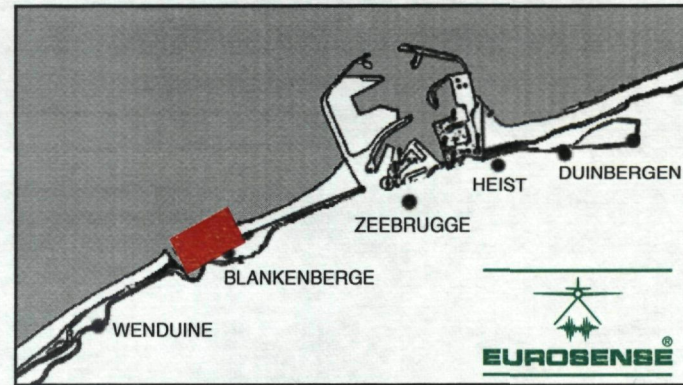 DUINBERGEN
HEIST
ZEEBRUGGE
BLANKENBERGE
WENDUINE
EUROSENSE®